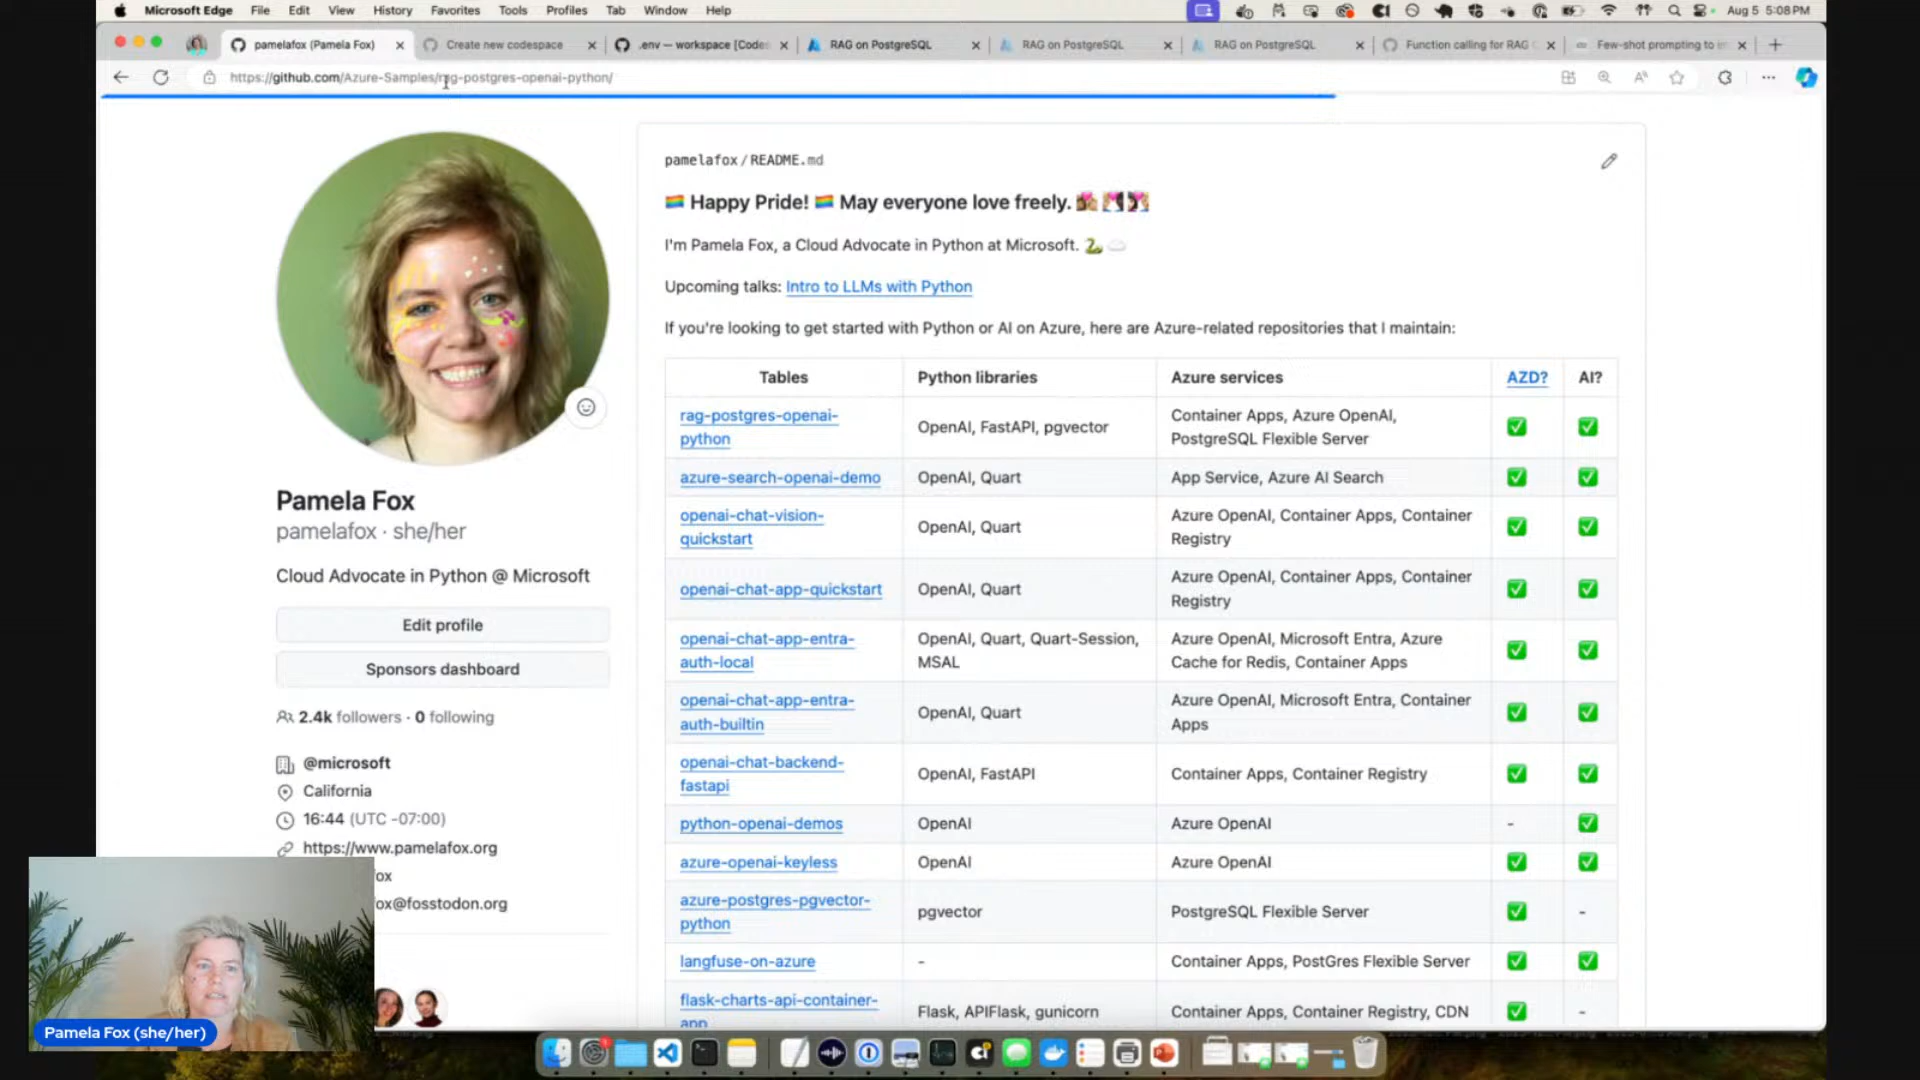 Microsoft Edge File Edit View History Favorites Tools Profiles Tab Window Help Aug 5 5:08 PM
pamelafox (Pamela Fox) Create new codespace .env — workspace [Codes RAG on PostgreSQL RAG on PostgreSQL RAG on PostgreSQL Function calling for RAG Few-shot prompting to
https://github.com/Azure-Samples/rag-postgres-openai-python/
pamelafox / README.md
Happy Pride! May everyone love freely.
I'm Pamela Fox, a Cloud Advocate in Python at Microsoft.
Upcoming talks: Intro to LLMs with Python
If you're looking to get started with Python or AI on Azure, here are Azure-related repositories that I maintain:
Tables Python libraries Azure services AZD? AI?
rag-postgres-openai-
python
OpenAI, FastAPI, pgvector
Container Apps, Azure OpenAI,
PostgreSQL Flexible Server
azure-search-openai-demo OpenAI, Quart App Service, Azure AI Search
openai-chat-vision-
quickstart
OpenAI, Quart
Azure OpenAI, Container Apps, Container
Registry
openai-chat-app-quickstart OpenAI, Quart
Azure OpenAI, Container Apps, Container
Registry
openai-chat-app-entra-
auth-local
OpenAI, Quart, Quart-Session,
MSAL
Azure OpenAI, Microsoft Entra, Azure
Cache for Redis, Container Apps
openai-chat-app-entra-
auth-builtin
OpenAI, Quart
Azure OpenAI, Microsoft Entra, Container
Apps
openai-chat-backend-
fastapi
OpenAI, FastAPI
Container Apps, Container Registry
python-openai-demos OpenAI Azure OpenAI -
azure-openai-keyless OpenAI Azure OpenAI
azure-postgres-pgvector-
python
pgvector
PostgreSQL Flexible Server -
langfuse-on-azure - Container Apps, PostGres Flexible Server
flask-charts-api-container-
app
Flask, APIFlask, gunicorn
Container Apps, Container Registry, CDN -
Pamela Fox
pamelafox · she/her
Cloud Advocate in Python @ Microsoft
Edit profile
Sponsors dashboard
2.4k followers · 0 following
@microsoft
California
16:44 (UTC -07:00)
https://www.pamelafox.org
ox
ox@fosstodon.org
Pamela Fox (she/her)